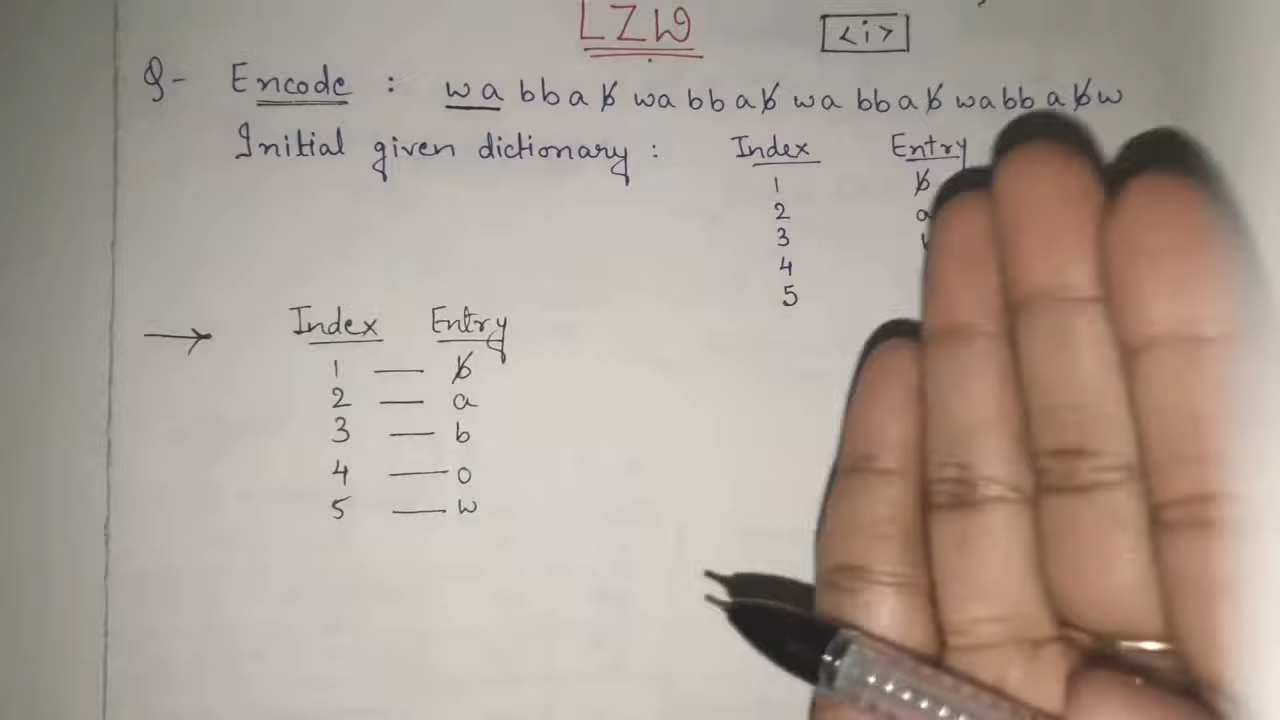 LZW
<i>
Q- Encode : wabbab̸wabbab̸wabbab̸wabbab̸w
Initial given dictionary : Index Entry
1 b̸
2 a
3
4
5
→ Index Entry
1 — b̸
2 — a
3 — b
4 — o
5 — w